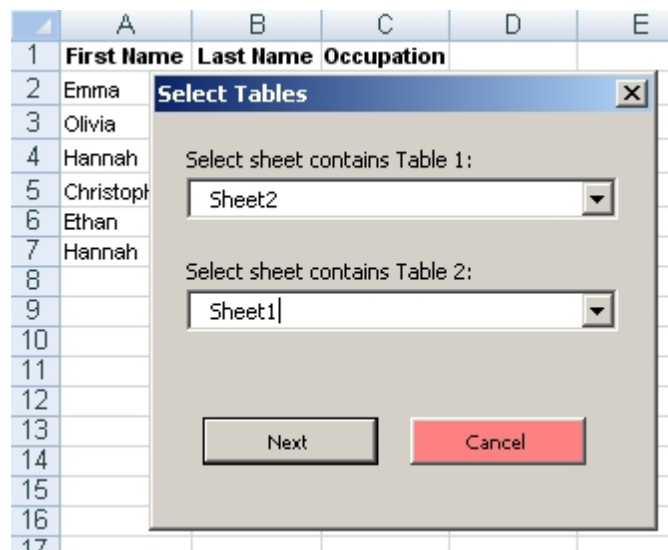 A B C D E
1 First Name Last Name Occupation
2 Emma
3 Olivia
4 Hannah
5 Christoph
6 Ethan
7 Hannah
8
9
10
11
12
13
14
15
16
17
Select Tables
Select sheet contains Table 1:
Sheet2
Select sheet contains Table 2:
Sheet1
Next Cancel